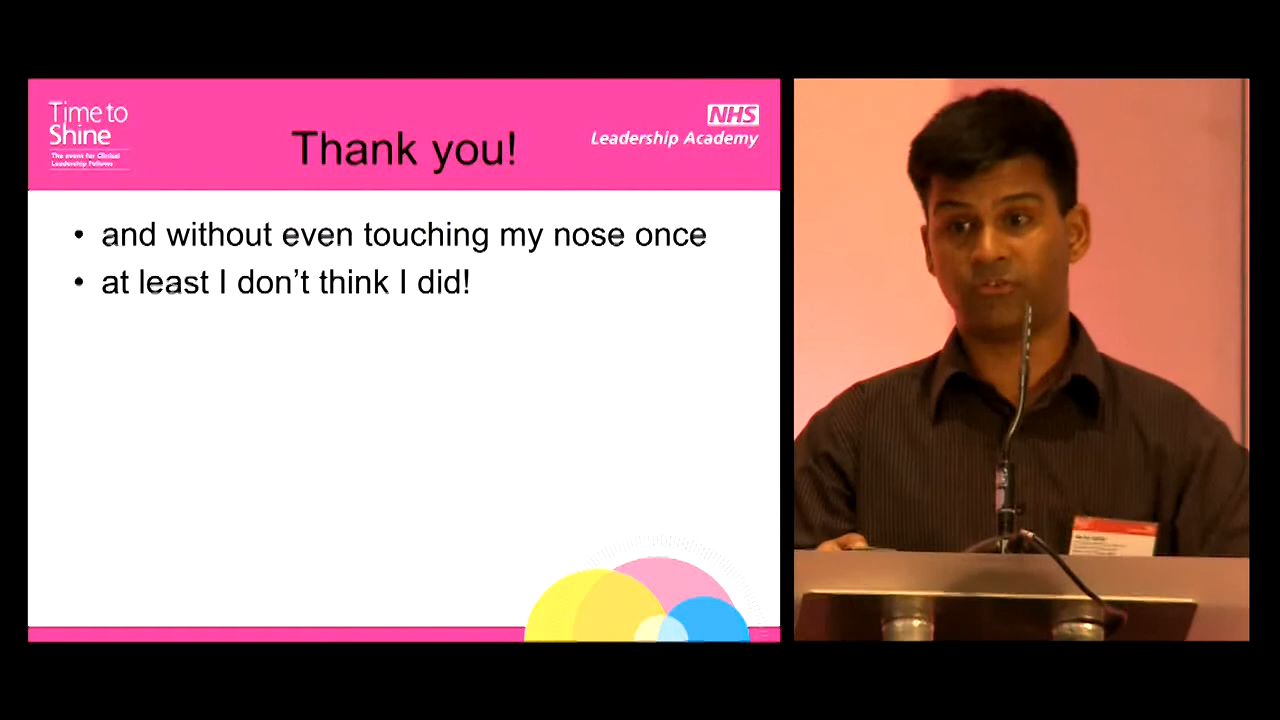 Time to
Shine
The event for Clinical
Leadership Fellows
NHS
Leadership Academy
Thank you!
• and without even touching my nose once
• at least I don’t think I did!